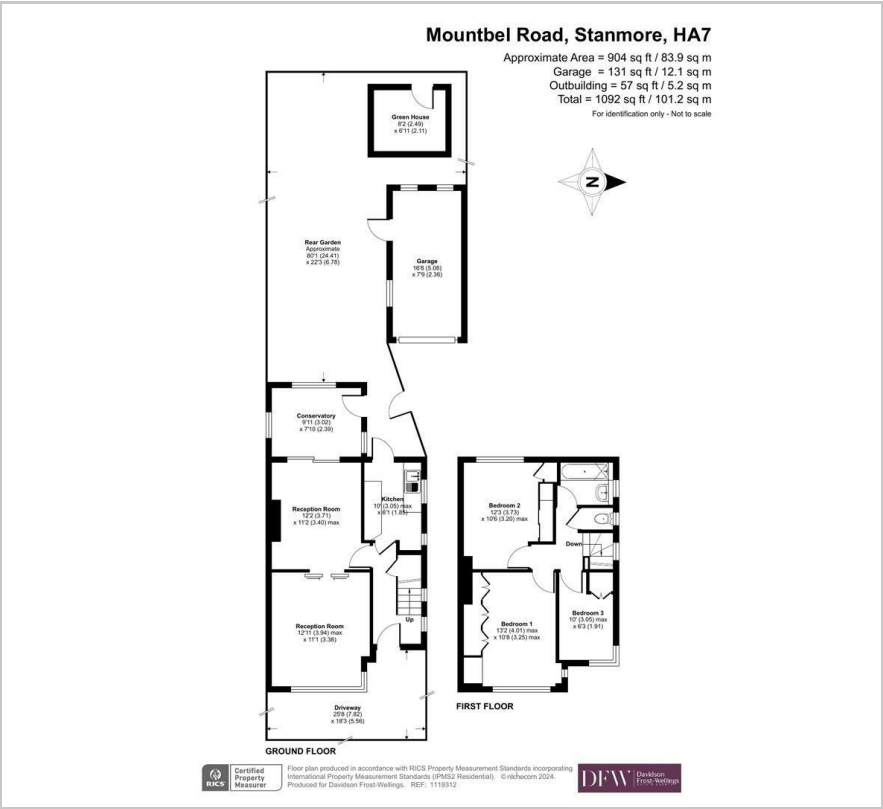 Mountbel Road, Stanmore, HA7
Approximate Area = 904 sq ft / 83.9 sq m
Garage = 131 sq ft / 12.1 sq m
Outbuilding = 57 sq ft / 5.2 sq m
Total = 1092 sq ft / 101.2 sq m
For identification only - Not to scale
N
Green House
8'2 (2.49)
x 6'11 (2.11)
Rear Garden
Approximate
80'1 (24.41)
x 22'3 (6.78)
Garage
16'8 (5.08)
x 7'9 (2.36)
Conservatory
9'11 (3.02)
x 7'10 (2.39)
Kitchen
10' (3.05) max
x 6'1 (1.85)
Reception Room
12'2 (3.71)
x 11'2 (3.40) max
Reception Room
12'11 (3.94) max
x 11'1 (3.38)
Up
Driveway
25'8 (7.82)
x 18'3 (5.56)
GROUND FLOOR
Bedroom 2
12'3 (3.73)
x 10'6 (3.20) max
Down
Bedroom 1
13'2 (4.01) max
x 10'8 (3.25) max
Bedroom 3
10' (3.05) max
x 6'3 (1.91)
FIRST FLOOR
RICS
Certified
Property
Measurer
Floor plan produced in accordance with RICS Property Measurement Standards incorporating
International Property Measurement Standards (IPMS2 Residential). © nichecom 2024.
Produced for Davidson Frost-Wellings. REF: 1119312
DFW
Davidson
Frost-Wellings